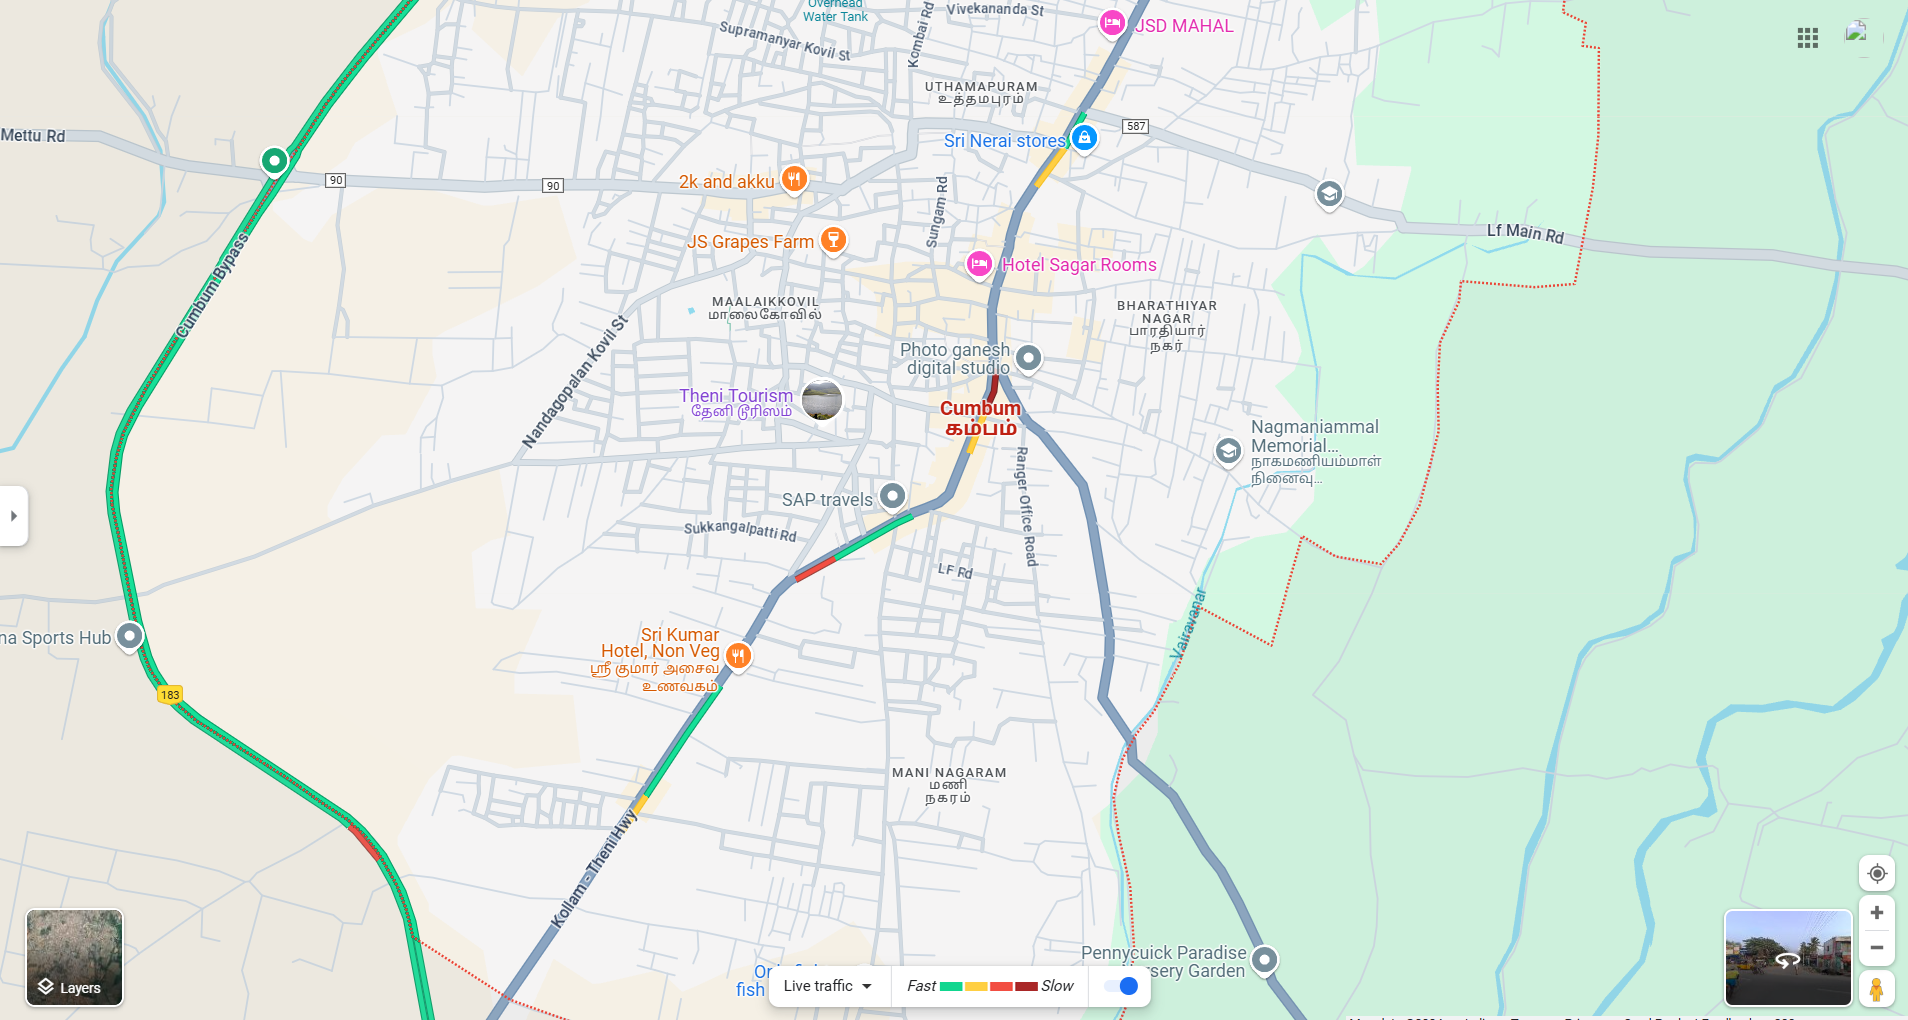 Overhead
Water Tank
Vivekananda St
Kombai Rd
JSD MAHAL
Supramanyar Kovil St
UTHAMAPURAM
உத்தமபுரம்
Mettu Rd
587
Sri Nerai stores
90
90
2k and akku
Sungam Rd
Lf Main Rd
JS Grapes Farm
Hotel Sagar Rooms
Cumbum Bypass
MAALAIKKOVIL
மாலைகோவில்
BHARATHIYAR
NAGAR
பாரதியார்
நகர்
Nandagopalan Kovil St
Photo ganesh
digital studio
Theni Tourism
தேனி டூரிஸம்
Cumbum
கம்பம்
Nagmaniammal
Memorial...
நாகமணியம்மாள்
நினைவு...
Ranger Office Road
SAP travels
Sukkangalpatti Rd
LF Rd
Vairavanar
na Sports Hub
Sri Kumar
Hotel, Non Veg
ஸ்ரீ குமார் அசைவ
உணவகம்
183
MANI NAGARAM
மணி
நகரம்
Kollam - Theni Hwy
Pennycuick Paradise
Nursery Garden
fish
Layers
Live traffic
Fast
Slow